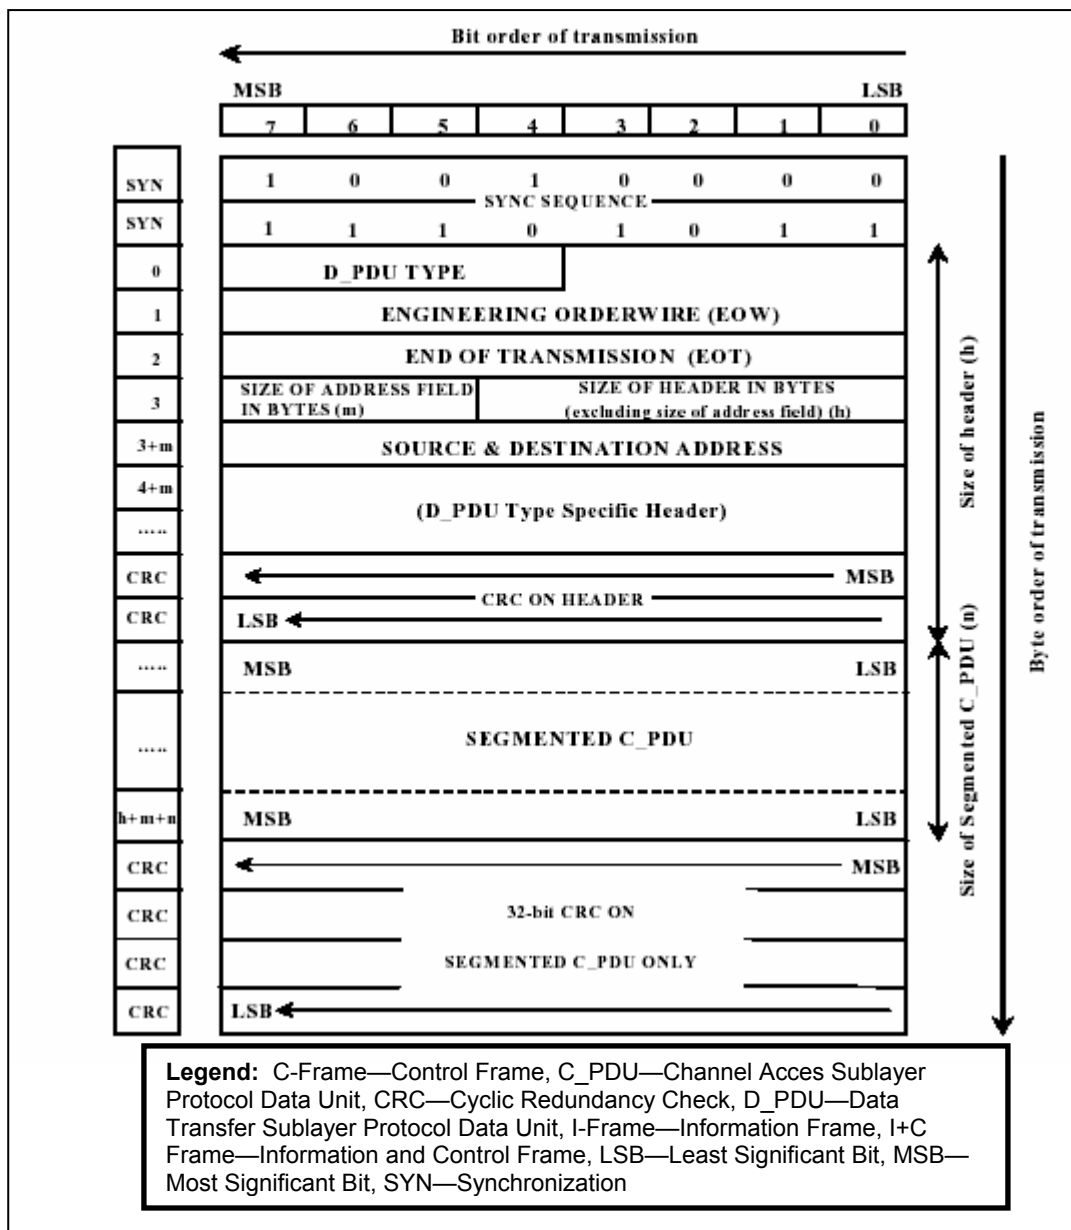 Bit order of transmission
MSB LSB
7 6 5 4 3 2 1 0
SYN 1 0 0 1 0 0 0 0
SYNC SEQUENCE
SYN 1 1 1 0 1 0 1 1
0 D_PDU TYPE
1 ENGINEERING ORDERWIRE (EOW)
2 END OF TRANSMISSION (EOT)
3 SIZE OF ADDRESS FIELD
IN BYTES (m)
SIZE OF HEADER IN BYTES
(excluding size of address field) (h)
3+m SOURCE & DESTINATION ADDRESS
4+m
(D_PDU Type Specific Header)
.....
CRC MSB
CRC ON HEADER
CRC LSB
..... MSB LSB
..... SEGMENTED C_PDU
h+m+n MSB LSB
CRC MSB
CRC 32-bit CRC ON
CRC SEGMENTED C_PDU ONLY
CRC LSB
Size of header (h)
Size of Segmented C_PDU (n)
Byte order of transmission
Legend: C-Frame—Control Frame, C_PDU—Channel Acces Sublayer
Protocol Data Unit, CRC—Cyclic Redundancy Check, D_PDU—Data
Transfer Sublayer Protocol Data Unit, I-Frame—Information Frame, I+C
Frame—Information and Control Frame, LSB—Least Significant Bit, MSB—
Most Significant Bit, SYN—Synchronization